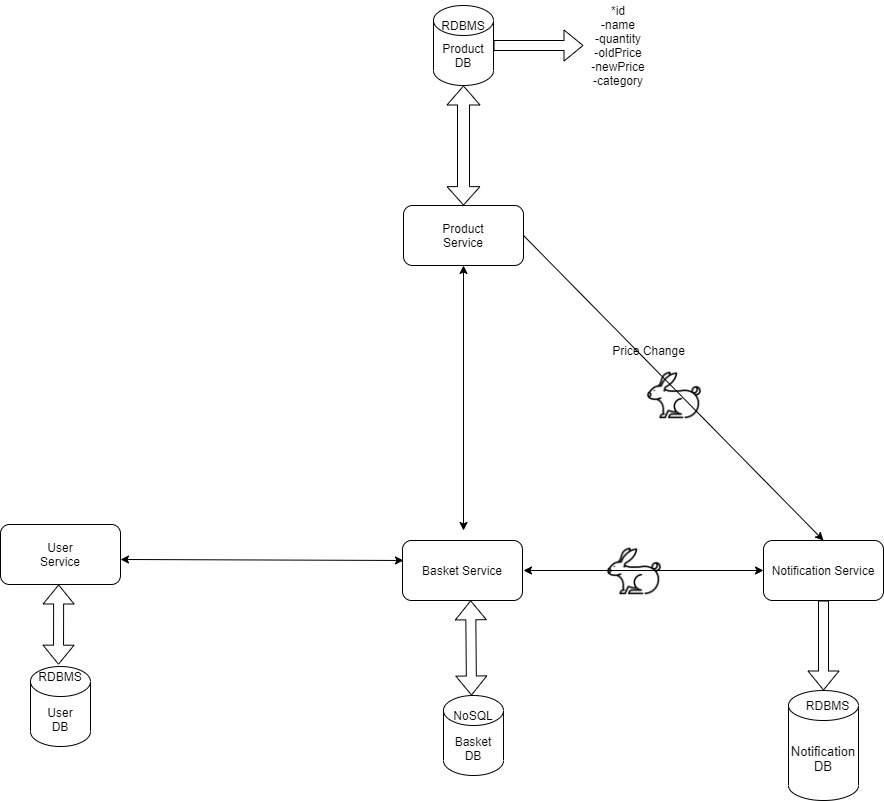 RDBMS
Product
DB
*id
-name
-quantity
-oldPrice
-newPrice
-category
Product
Service
Price Change
User
Service
Basket Service
Notification Service
RDBMS
User
DB
NoSQL
Basket
DB
RDBMS
Notification
DB